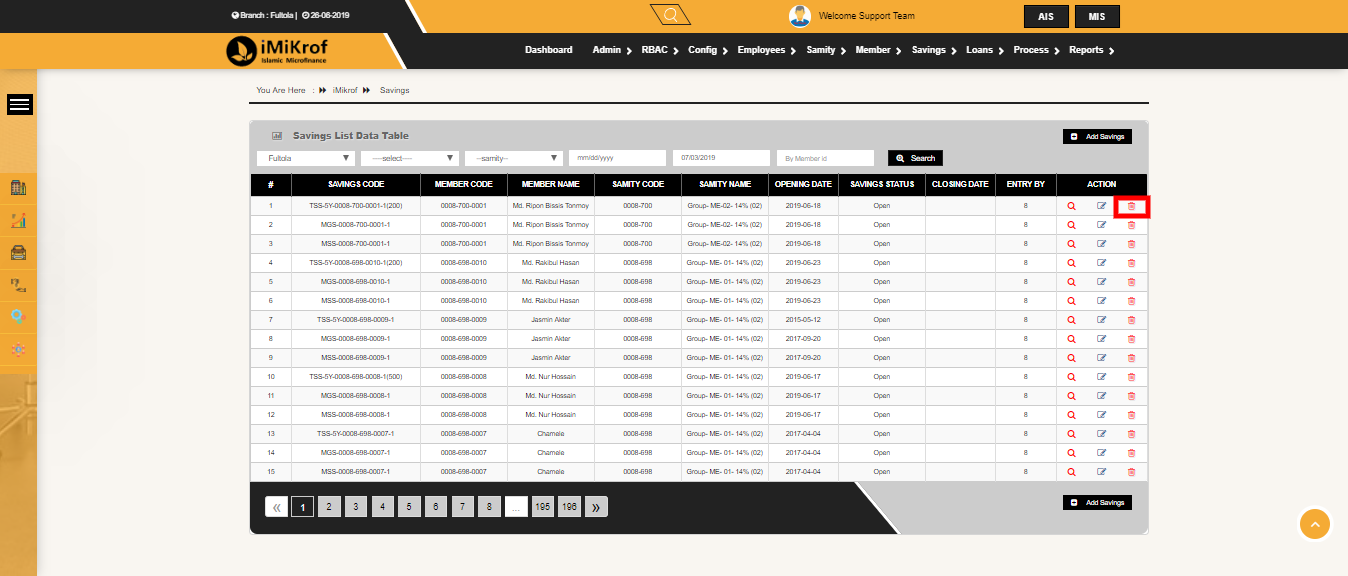 Branch : Fultola | 26-06-2019
Welcome Support Team
AIS MIS
iMiKrof
Islamic Microfinance
Dashboard Admin RBAC Config Employees Samity Member Savings Loans Process Reports
You Are Here : iMikrof Savings
Savings List Data Table
Add Savings
Fultola ----select---- --samity-- mm/dd/yyyy 07/03/2019 By Member id Search
# SAVINGS CODE MEMBER CODE MEMBER NAME SAMITY CODE SAMITY NAME OPENING DATE SAVINGS STATUS CLOSING DATE ENTRY BY ACTION
1 TSS-5Y-0008-700-0001-1(200) 0008-700-0001 Md. Ripon Bissis Tonmoy 0008-700 Group- ME-02- 14% (02) 2019-06-18 Open 8
2 MGS-0008-700-0001-1 0008-700-0001 Md. Ripon Bissis Tonmoy 0008-700 Group- ME-02- 14% (02) 2019-06-18 Open 8
3 MSS-0008-700-0001-1 0008-700-0001 Md. Ripon Bissis Tonmoy 0008-700 Group- ME-02- 14% (02) 2019-06-18 Open 8
4 TSS-5Y-0008-698-0010-1(200) 0008-698-0010 Md. Rakibul Hasan 0008-698 Group- ME- 01- 14% (02) 2019-06-23 Open 8
5 MGS-0008-698-0010-1 0008-698-0010 Md. Rakibul Hasan 0008-698 Group- ME- 01- 14% (02) 2019-06-23 Open 8
6 MSS-0008-698-0010-1 0008-698-0010 Md. Rakibul Hasan 0008-698 Group- ME- 01- 14% (02) 2019-06-23 Open 8
7 TSS-5Y-0008-698-0009-1 0008-698-0009 Jasmin Akter 0008-698 Group- ME- 01- 14% (02) 2015-05-12 Open 8
8 MGS-0008-698-0009-1 0008-698-0009 Jasmin Akter 0008-698 Group- ME- 01- 14% (02) 2017-09-20 Open 8
9 MSS-0008-698-0009-1 0008-698-0009 Jasmin Akter 0008-698 Group- ME- 01- 14% (02) 2017-09-20 Open 8
10 TSS-5Y-0008-698-0008-1(500) 0008-698-0008 Md. Nur Hossain 0008-698 Group- ME- 01- 14% (02) 2019-06-17 Open 8
11 MGS-0008-698-0008-1 0008-698-0008 Md. Nur Hossain 0008-698 Group- ME- 01- 14% (02) 2019-06-17 Open 8
12 MSS-0008-698-0008-1 0008-698-0008 Md. Nur Hossain 0008-698 Group- ME- 01- 14% (02) 2019-06-17 Open 8
13 TSS-5Y-0008-698-0007-1 0008-698-0007 Chamele 0008-698 Group- ME- 01- 14% (02) 2017-04-04 Open 8
14 MGS-0008-698-0007-1 0008-698-0007 Chamele 0008-698 Group- ME- 01- 14% (02) 2017-04-04 Open 8
15 MSS-0008-698-0007-1 0008-698-0007 Chamele 0008-698 Group- ME- 01- 14% (02) 2017-04-04 Open 8
« 1 2 3 4 5 6 7 8 ... 195 196 »
Add Savings